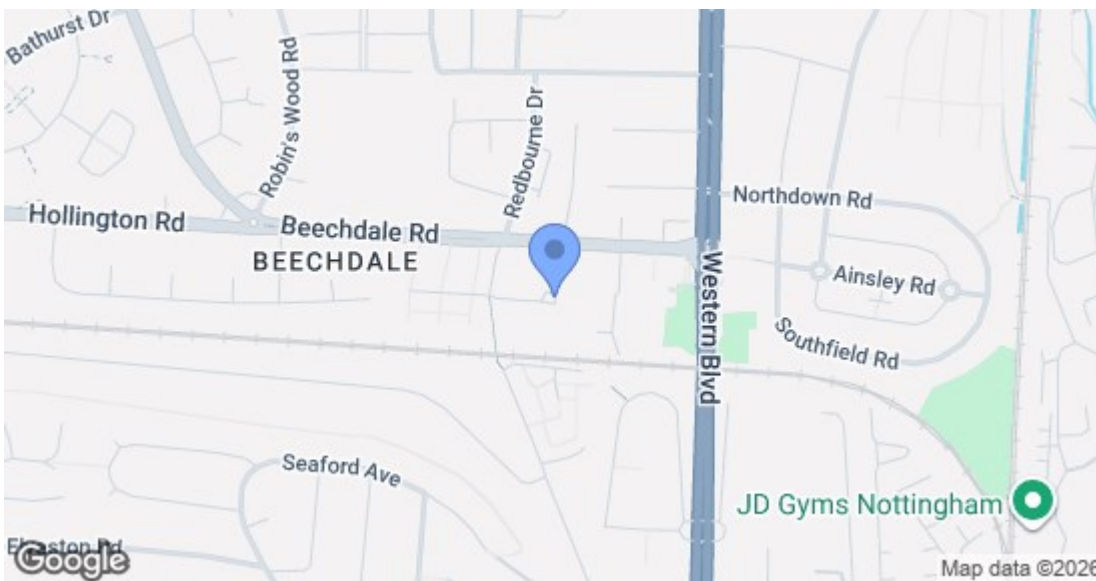 Bathurst Dr
Robin's Wood Rd
Redbourne Dr
Northdown Rd
Hollington Rd
Beechdale Rd
BEECHDALE
Western Blvd
Ainsley Rd
Southfield Rd
Seaford Ave
JD Gyms Nottingham
Rd
Google
Map data ©2026